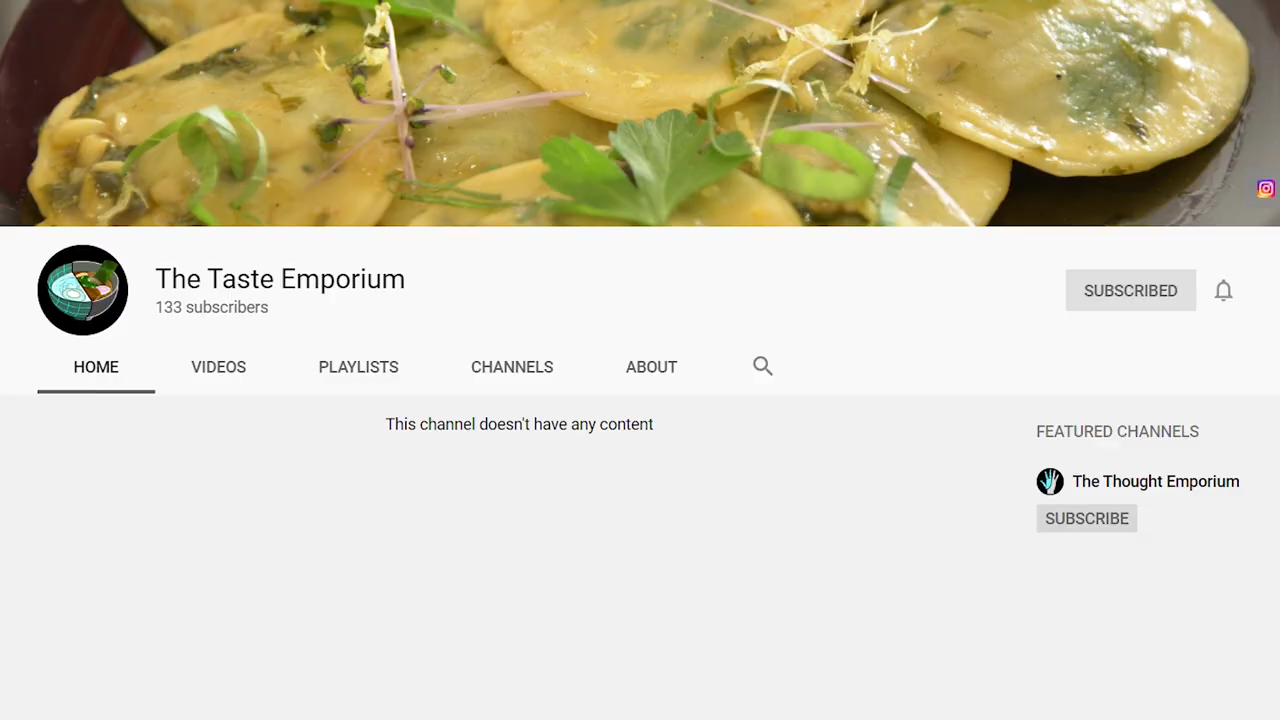 The Taste Emporium
133 subscribers
SUBSCRIBED
HOME
VIDEOS
PLAYLISTS
CHANNELS
ABOUT
This channel doesn't have any content
FEATURED CHANNELS
The Thought Emporium
SUBSCRIBE